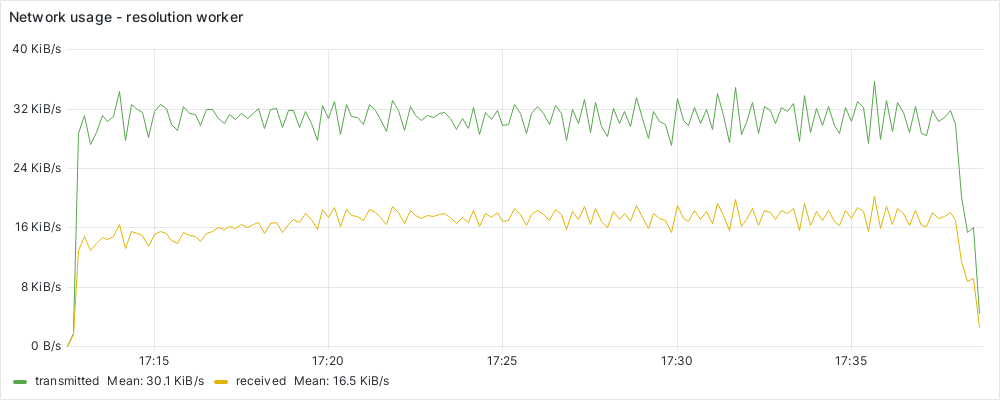 Network usage - resolution worker
40 KiB/s
32 KiB/s
24 KiB/s
16 KiB/s
8 KiB/s
0 B/s
17:15 17:20 17:25 17:30 17:35
transmitted Mean: 30.1 KiB/s received Mean: 16.5 KiB/s